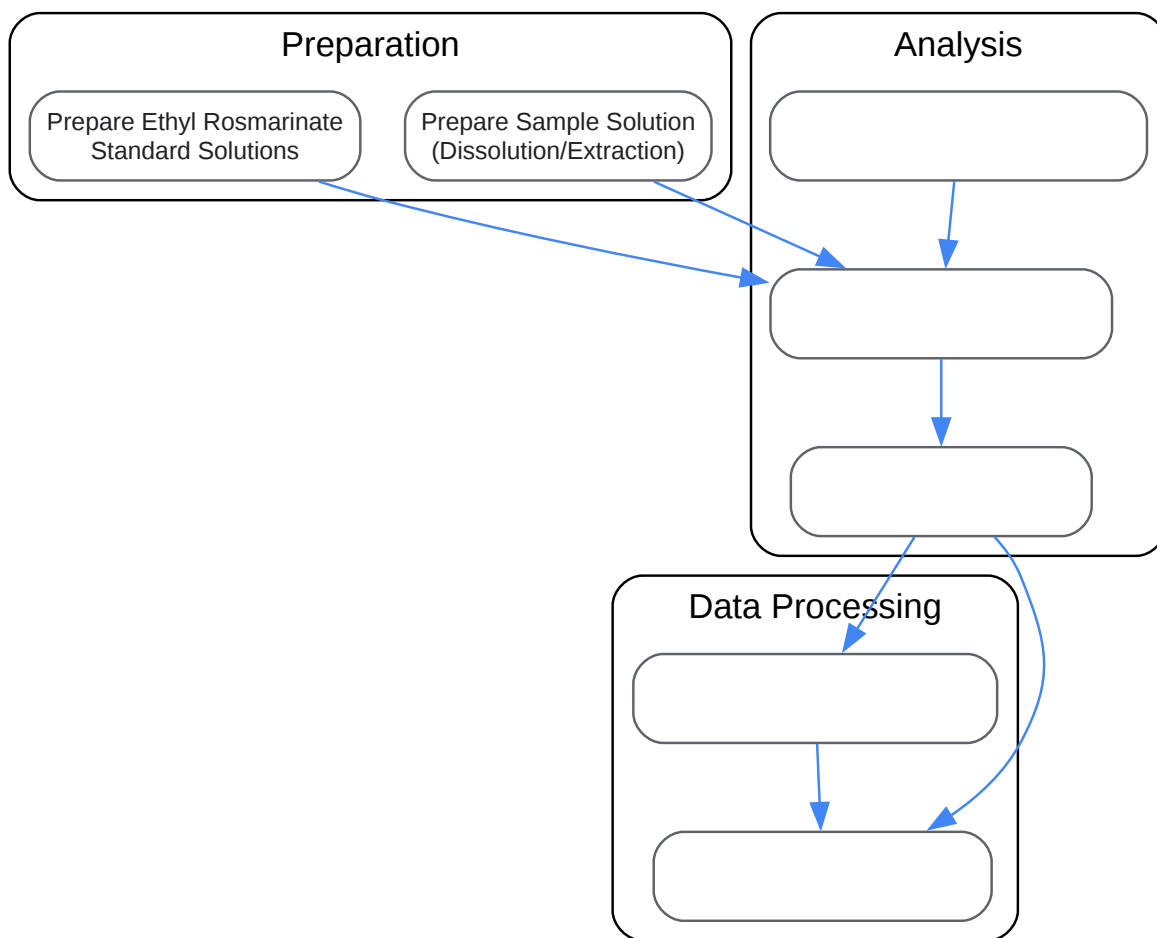 Preparation
Analysis
Prepare Ethyl Rosmarinate
Standard Solutions
Prepare Sample Solution
(Dissolution/Extraction)
Data Processing